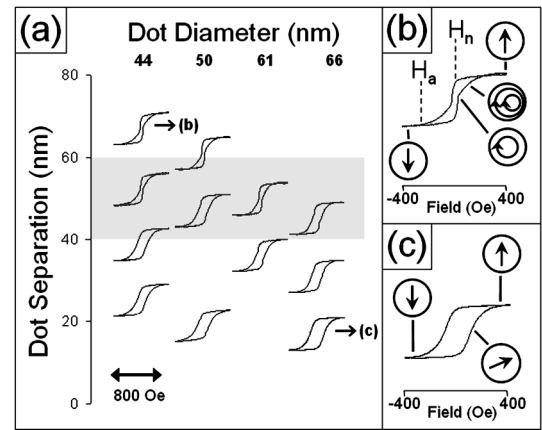 (a)
Dot Diameter (nm)
44 50 61 66
Dot Separation (nm)
80
60
40
20
0
(b)
(c)
800 Oe
(b)
Hn
Ha
-400 400
Field (Oe)
(c)
-400 400
Field (Oe)